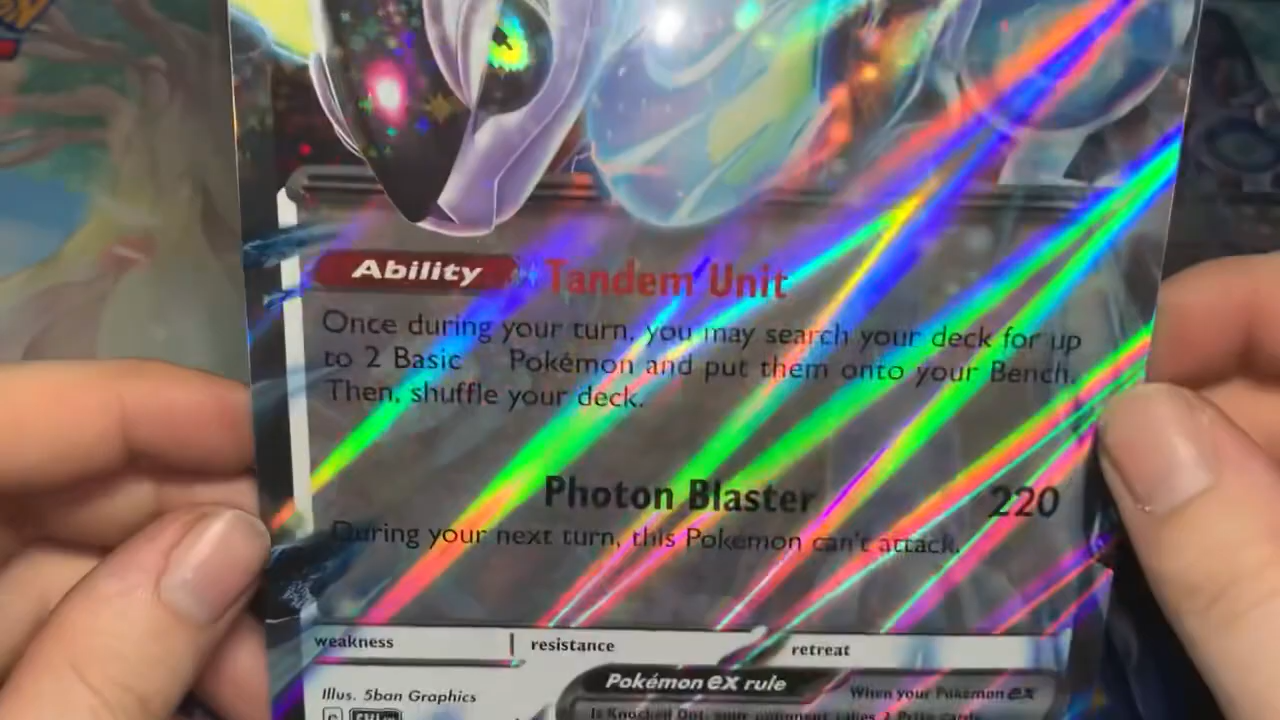 Ability Tandem Unit
Once during your turn, you may search your deck for up
to 2 Basic Pokémon and put them onto your Bench.
Then, shuffle your deck.
Photon Blaster 220
During your next turn, this Pokémon can't attack.
weakness resistance retreat
Illus. 5ban Graphics
Pokémon ex rule When your Pokémon ex
is Knocked Out, your opponent takes 2 Prize cards.
G